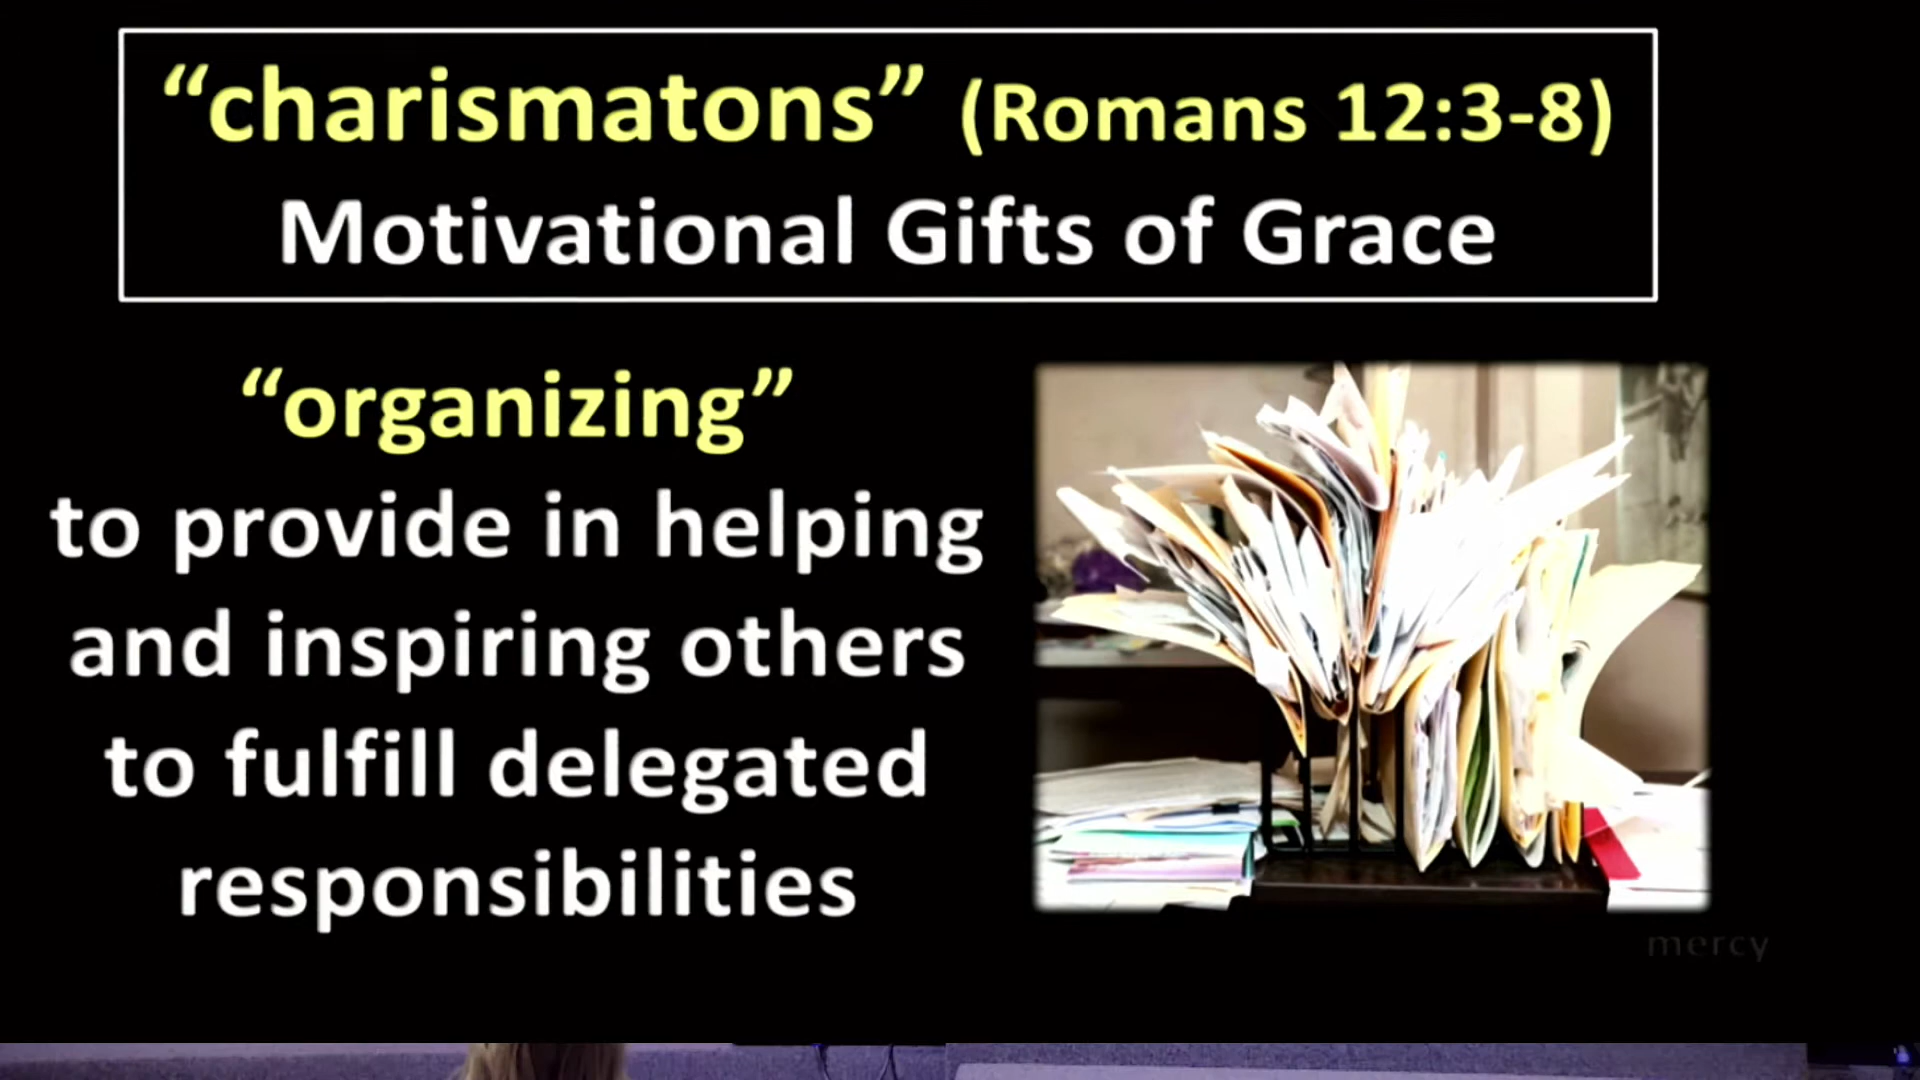 “charismatons” (Romans 12:3-8)
Motivational Gifts of Grace
“organizing”
to provide in helping
and inspiring others
to fulfill delegated
responsibilities
mercy